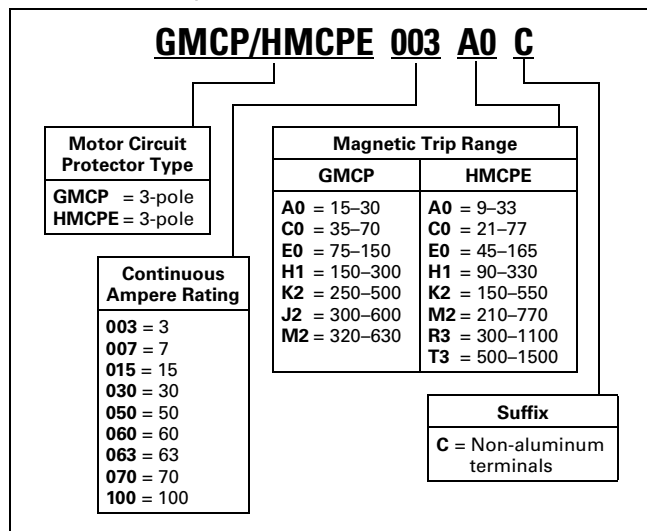 GMCP/HMCPE 003 A0 C
Motor Circuit
Protector Type
GMCP = 3-pole
HMCPE = 3-pole
Continuous
Ampere Rating
003 = 3
007 = 7
015 = 15
030 = 30
050 = 50
060 = 60
063 = 63
070 = 70
100 = 100
Magnetic Trip Range
GMCP
A0 = 15–30
C0 = 35–70
E0 = 75–150
H1 = 150–300
K2 = 250–500
J2 = 300–600
M2 = 320–630
HMCPE
A0 = 9–33
C0 = 21–77
E0 = 45–165
H1 = 90–330
K2 = 150–550
M2 = 210–770
R3 = 300–1100
T3 = 500–1500
Suffix
C = Non-aluminum
terminals